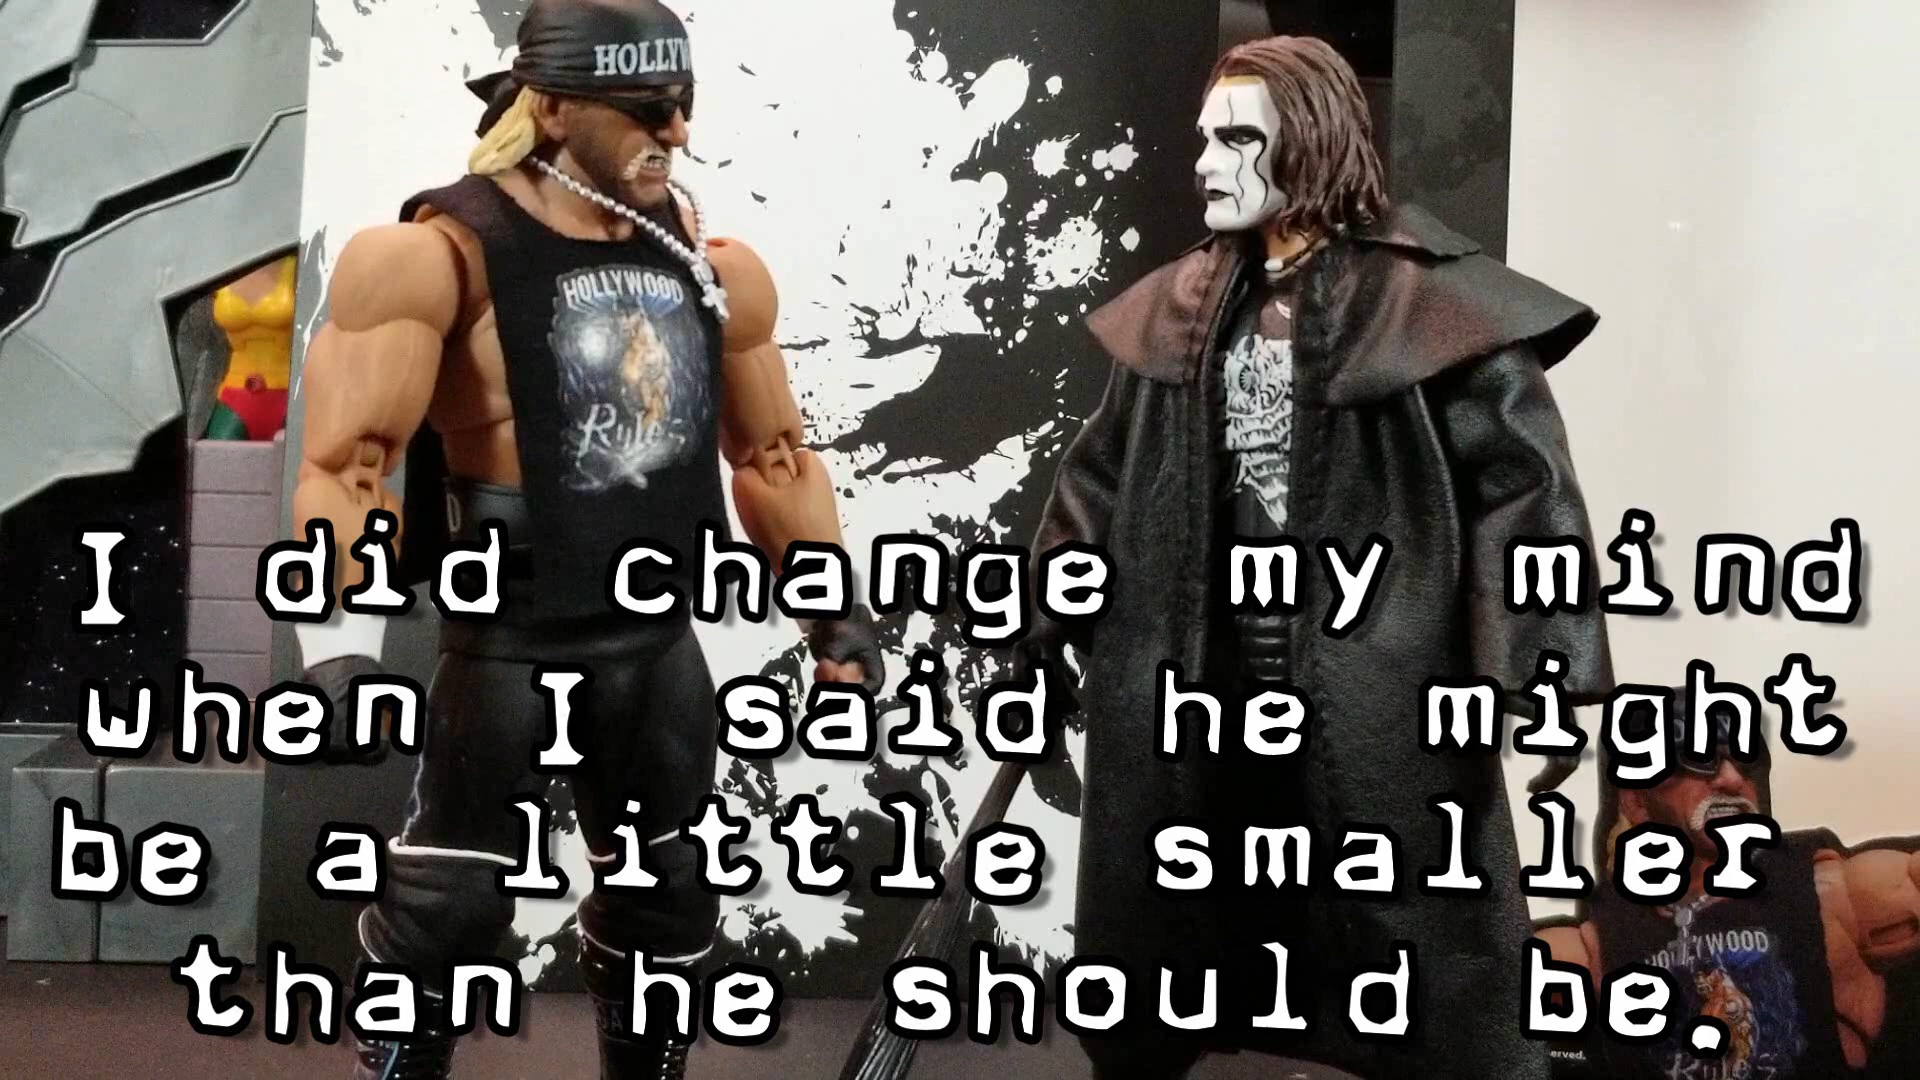 HOLLYW
HOLLYWOOD
Rules
I did change my mind
when I said he might
be a little smaller
than he should be.
HOLLYWOOD
Rules
erved.